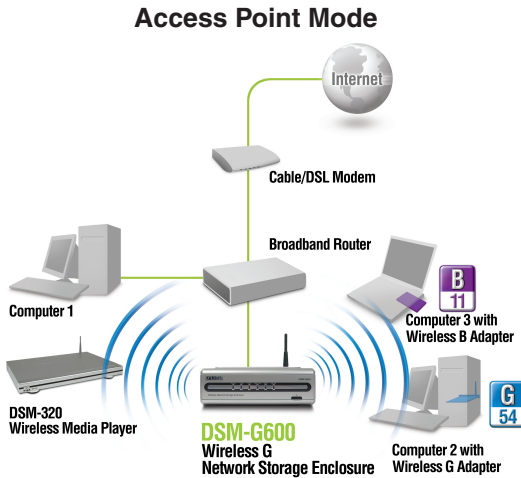 Access Point Mode
Internet
Cable/DSL Modem
Broadband Router
Computer 1
B
11
Computer 3 with
Wireless B Adapter
DSM-320
Wireless Media Player
DSM-G600
Wireless G
Network Storage Enclosure
G
54
Computer 2 with
Wireless G Adapter